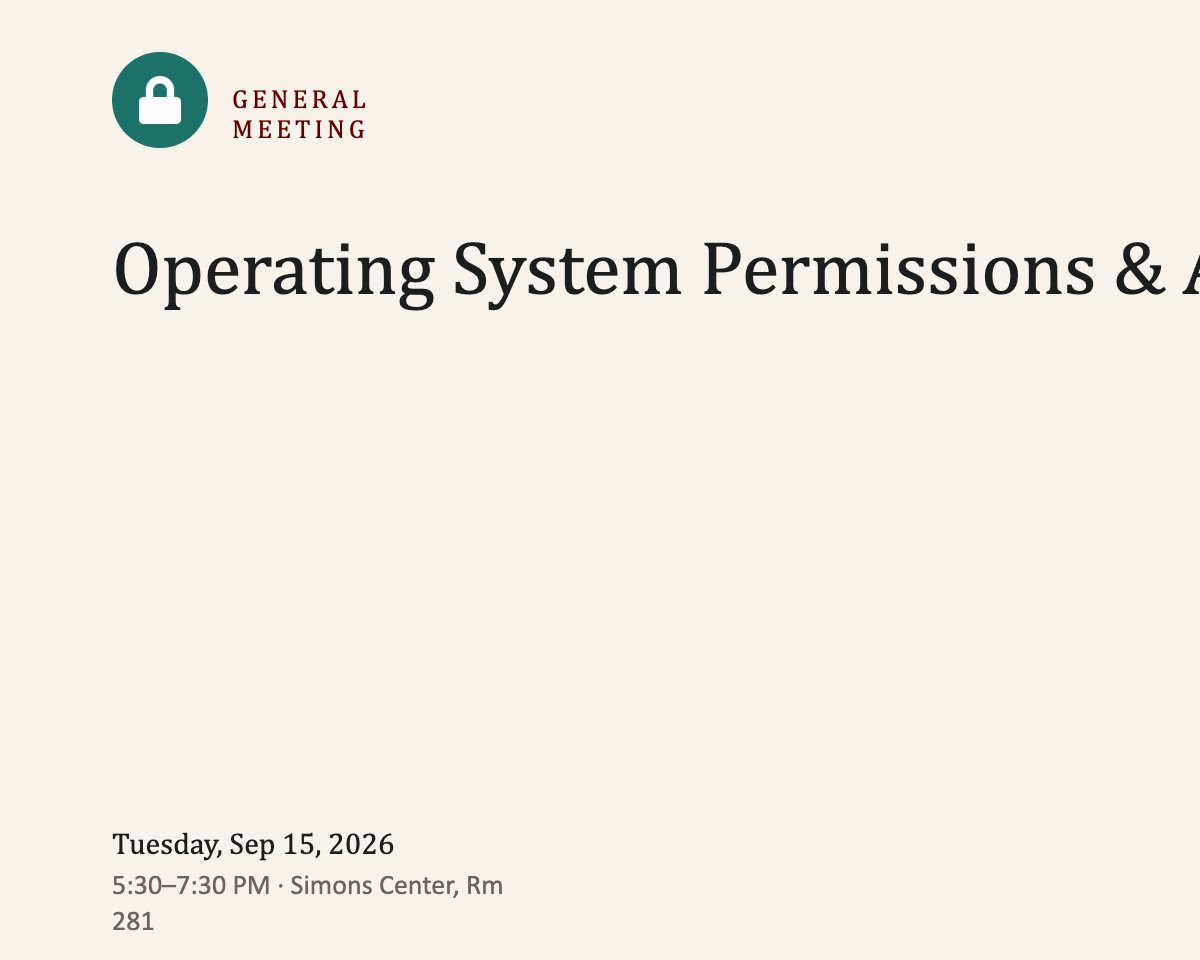 GENERAL
MEETING
Operating System Permissions &
Tuesday, Sep 15, 2026
5:30–7:30 PM · Simons Center, Rm
281